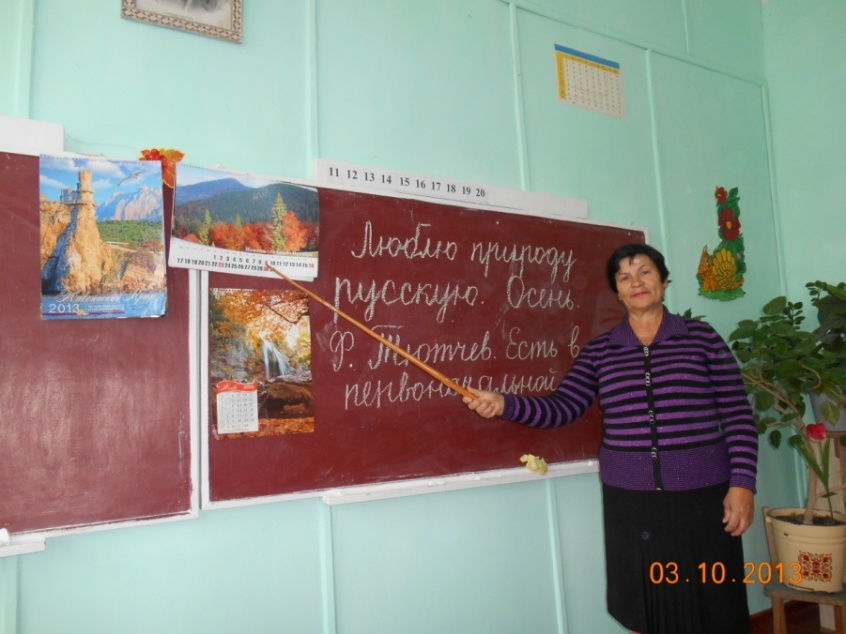 11 12 13 14 15 16 17 18 19 20
Люблю природу
русскую. Осень.
Ф. Тютчев. Есть в
первоначальной
2013
03.10.2013